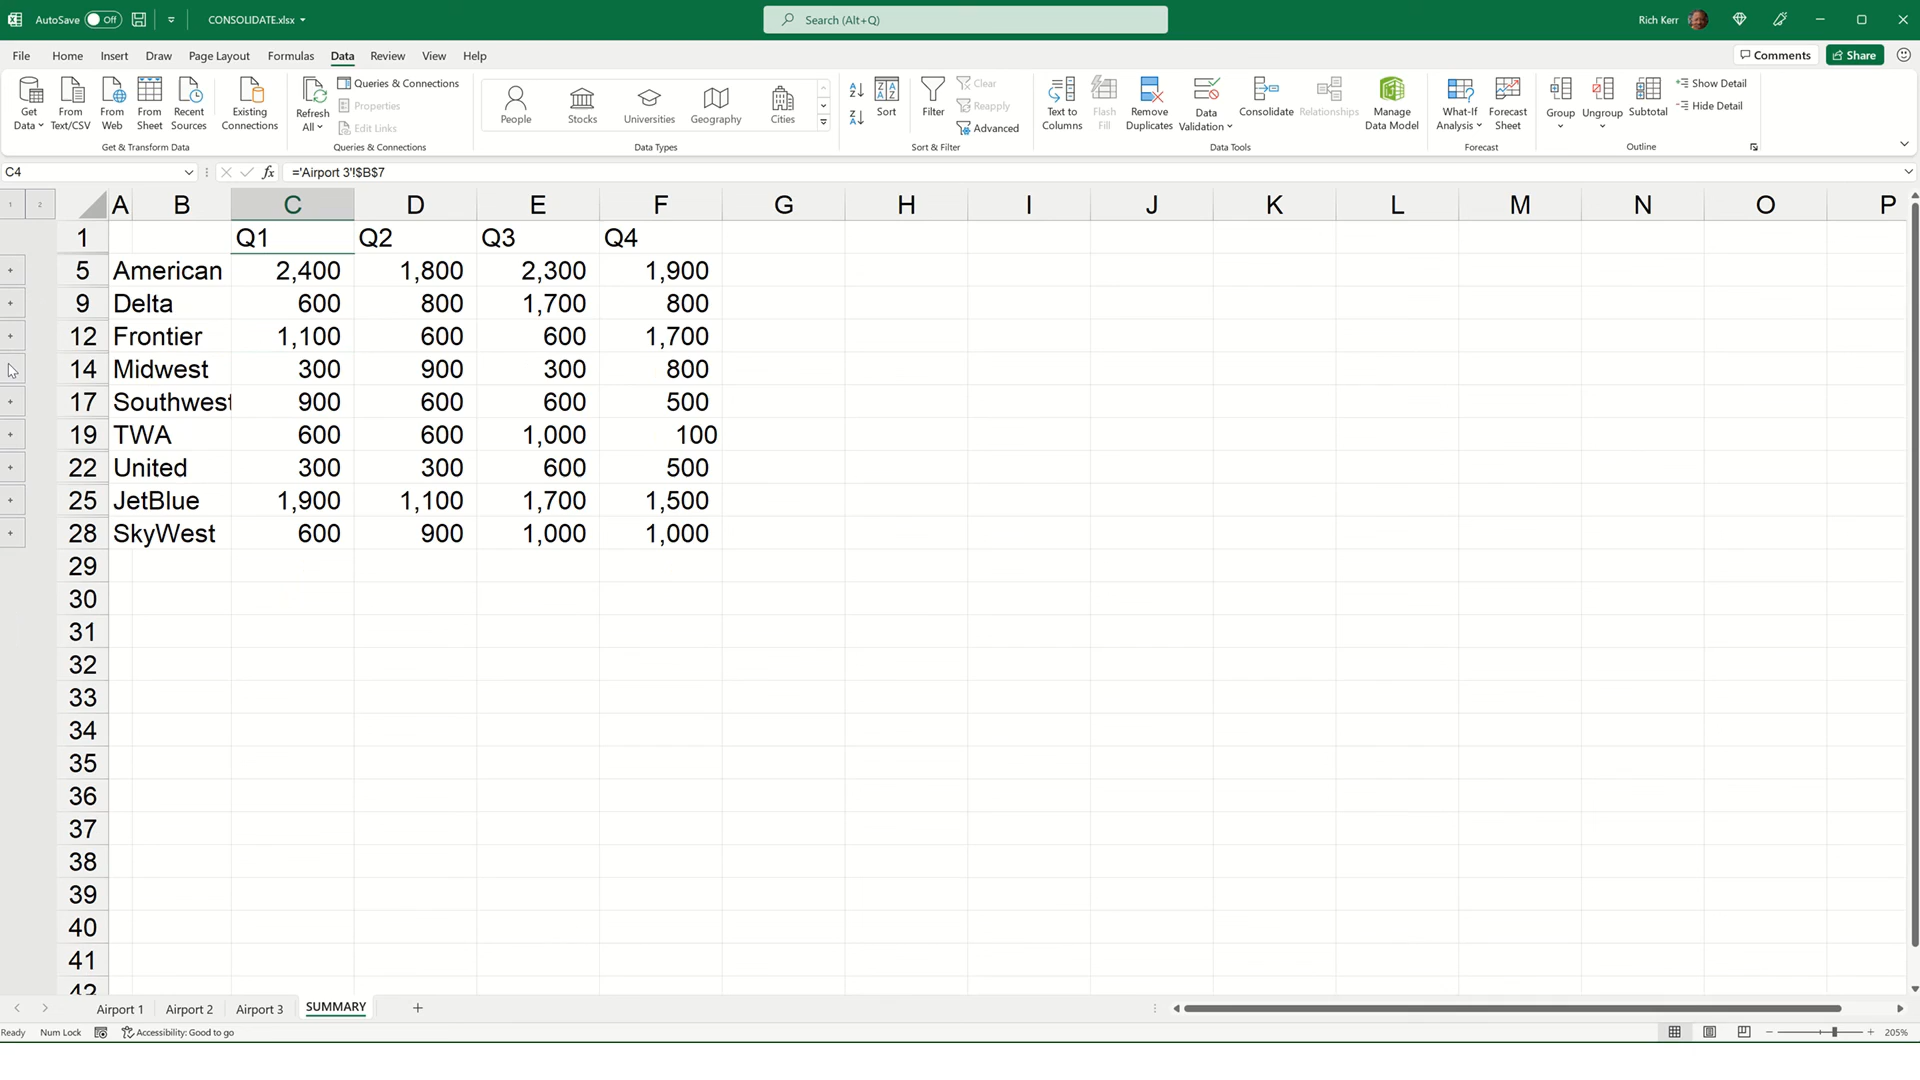 AutoSave Off CONSOLIDATE.xlsx Search (Alt+Q) Rich Kerr
File Home Insert Draw Page Layout Formulas Data Review View Help Comments Share
Get Data From Text/CSV From Web From Sheet Recent Sources Existing Connections
Get & Transform Data
Refresh All Queries & Connections
Properties
Edit Links
Queries & Connections
People Stocks Universities Geography Cities
Data Types
Sort Filter Clear
Reapply
Advanced
Sort & Filter
Text to Columns Flash Fill Remove Duplicates Data Validation Consolidate Relationships Manage Data Model
Data Tools
What-If Analysis Forecast Sheet
Forecast
Group Ungroup Subtotal Show Detail
Hide Detail
Outline
C4 fx ='Airport 3'!$B$7
1 2 A B C D E F G H I J K L M N O P
1 Q1 Q2 Q3 Q4
+ 5 American 2,400 1,800 2,300 1,900
+ 9 Delta 600 800 1,700 800
+ 12 Frontier 1,100 600 600 1,700
14 Midwest 300 900 300 800
+ 17 Southwest 900 600 600 500
+ 19 TWA 600 600 1,000 100
+ 22 United 300 300 600 500
+ 25 JetBlue 1,900 1,100 1,700 1,500
+ 28 SkyWest 600 900 1,000 1,000
29
30
31
32
33
34
35
36
37
38
39
40
41
42
Airport 1 Airport 2 Airport 3 SUMMARY +
Ready Num Lock Accessibility: Good to go 205%